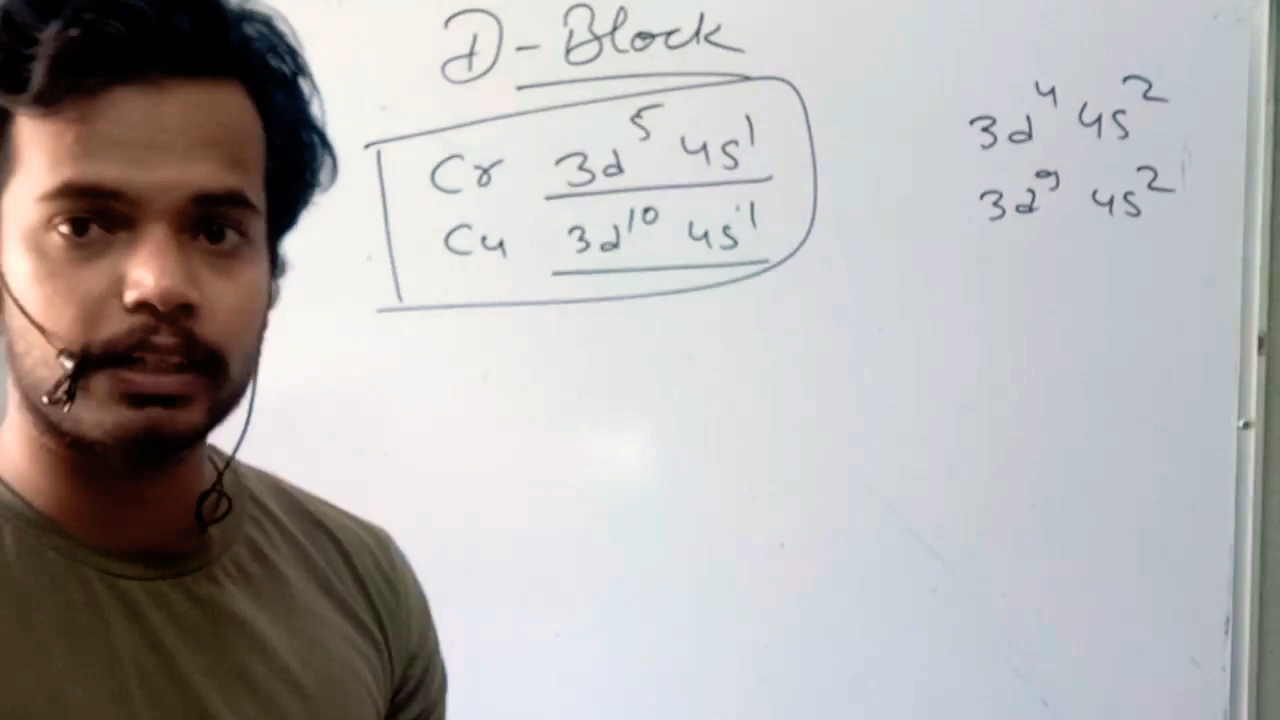 D-Block
Cr 3d⁵ 4s¹
Cu 3d¹⁰ 4s¹
3d⁴ 4s²
3d⁹ 4s²